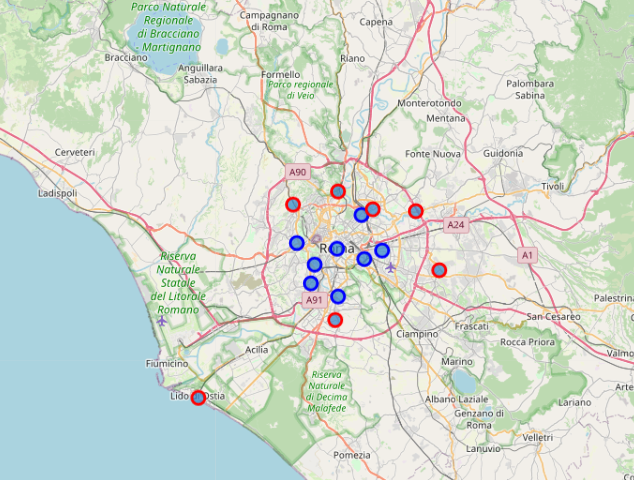 Parco Naturale
Regionale
di Bracciano
- Martignano
Campagnano
di Roma
Capena
Riano
Bracciano
Anguillara
Sabazia
Formello
Parco regionale
di Veio
Palombara
Sabina
Monterotondo
Mentana
Cerveteri
Fonte Nuova
Guidonia
A90
Tivoli
Ladispoli
A24
Roma
A1
Riserva
Naturale
Statale
del Litorale
Romano
A91
Palestrina
San Cesareo
Ciampino
Frascati
Rocca Priora
Valmo
Acilia
Fiumicino
Marino
Riserva
Naturale
di Decima
Malafede
Arte
Lido Ostia
Albano Laziale
Lariano
Genzano di
Roma
Velletri
Lanuvio
Pomezia
Co